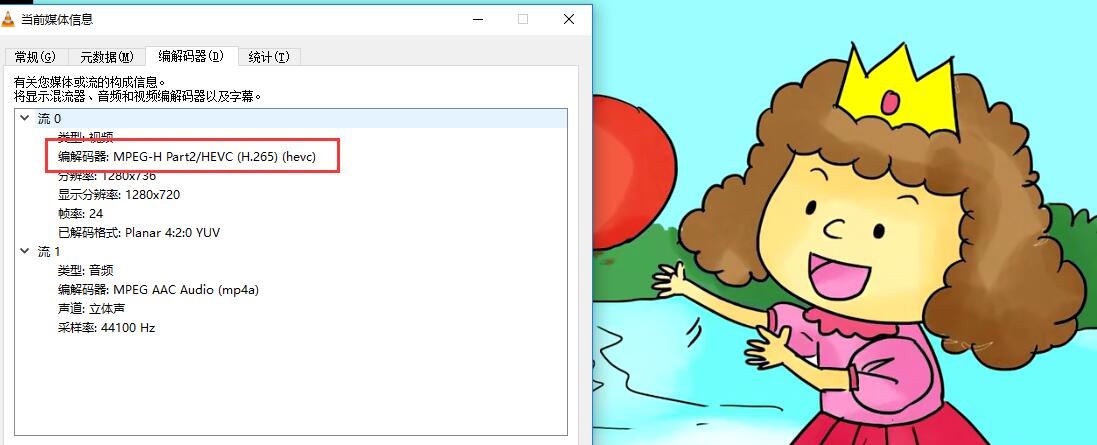 当前媒体信息
常规(G) 元数据(M) 编解码器(D) 统计(T)
有关您媒体或流的构成信息。
将显示混流器、音频和视频编解码器以及字幕。
流 0
类型: 视频
编解码器: MPEG-H Part2/HEVC (H.265) (hevc)
分辨率: 1280x736
显示分辨率: 1280x720
帧率: 24
已解码格式: Planar 4:2:0 YUV
流 1
类型: 音频
编解码器: MPEG AAC Audio (mp4a)
声道: 立体声
采样率: 44100 Hz